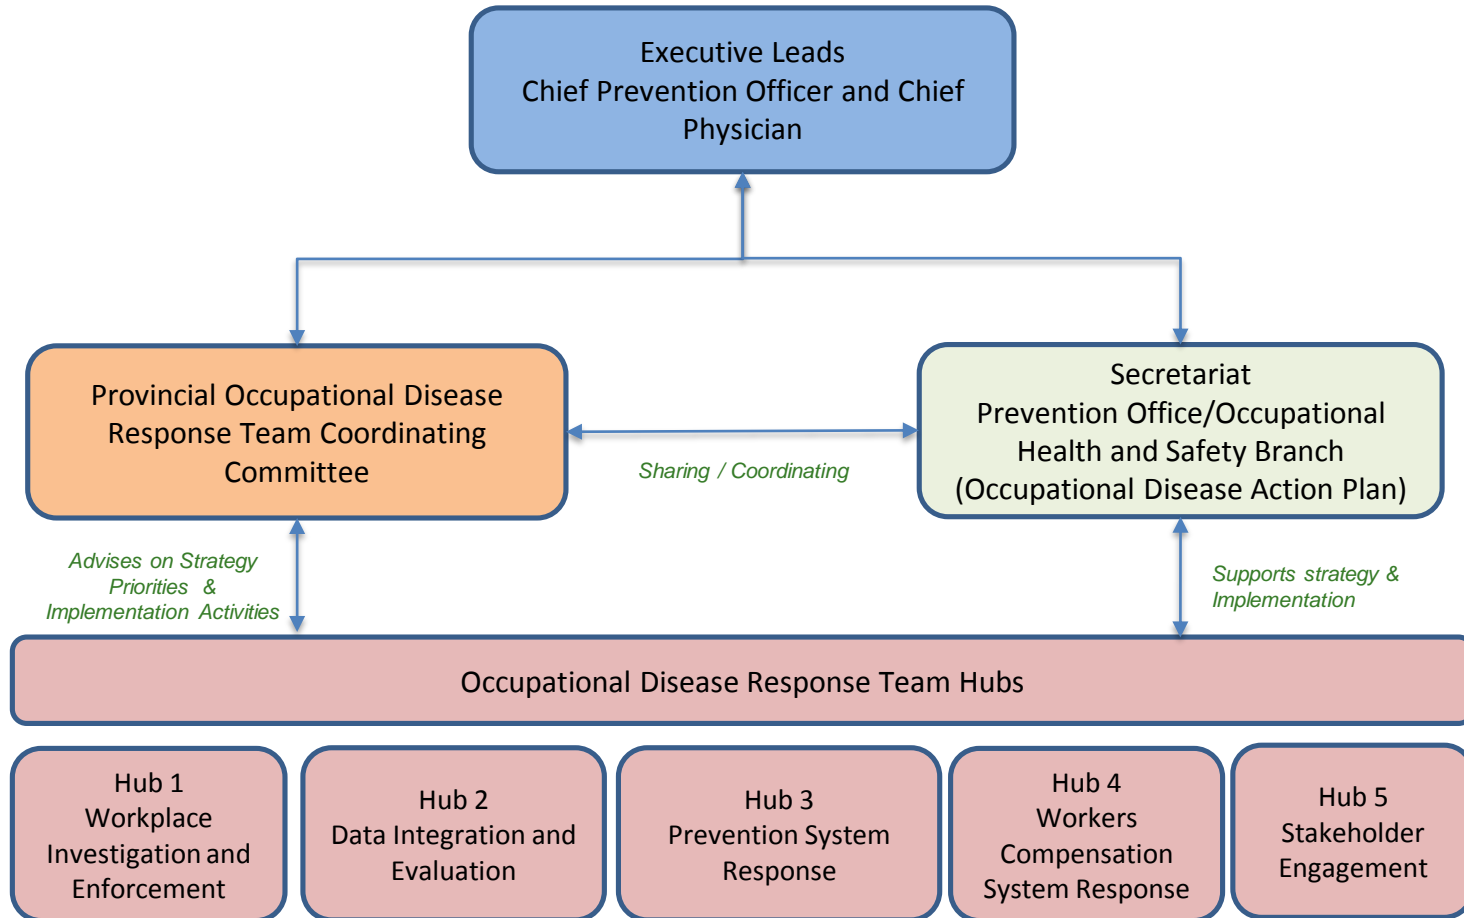 Executive Leads
Chief Prevention Officer and Chief
Physician
Provincial Occupational Disease
Response Team Coordinating
Committee
Sharing / Coordinating
Secretariat
Prevention Office/Occupational
Health and Safety Branch
(Occupational Disease Action Plan)
Advises on Strategy
Priorities &
Implementation Activities
Supports strategy &
Implementation
Occupational Disease Response Team Hubs
Hub 1
Workplace
Investigation and
Enforcement
Hub 2
Data Integration and
Evaluation
Hub 3
Prevention System
Response
Hub 4
Workers
Compensation
System Response
Hub 5
Stakeholder
Engagement